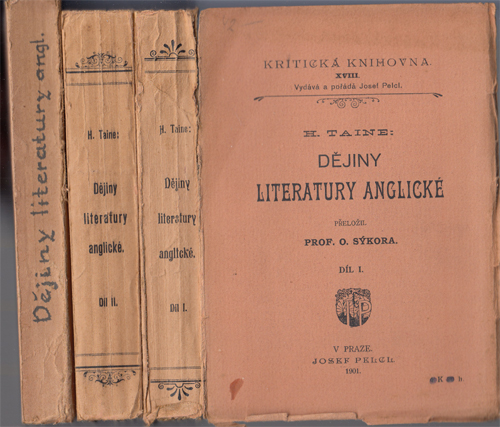 Dějiny literatury angl.
H. Taine:
Dějiny
literatury
anglické.
Díl II.
H. Taine:
Dějiny
literatury
anglické.
Díl I.
KRITICKÁ KNIHOVNA.
XVIII.
Vydává a pořádá Josef Pelcl.
H. TAINE:
DĚJINY
LITERATURY ANGLICKÉ
PŘELOŽIL
PROF. O. SÝKORA.
DÍL I.
V PRAZE.
JOSEF PELCL.
1901.
K h.